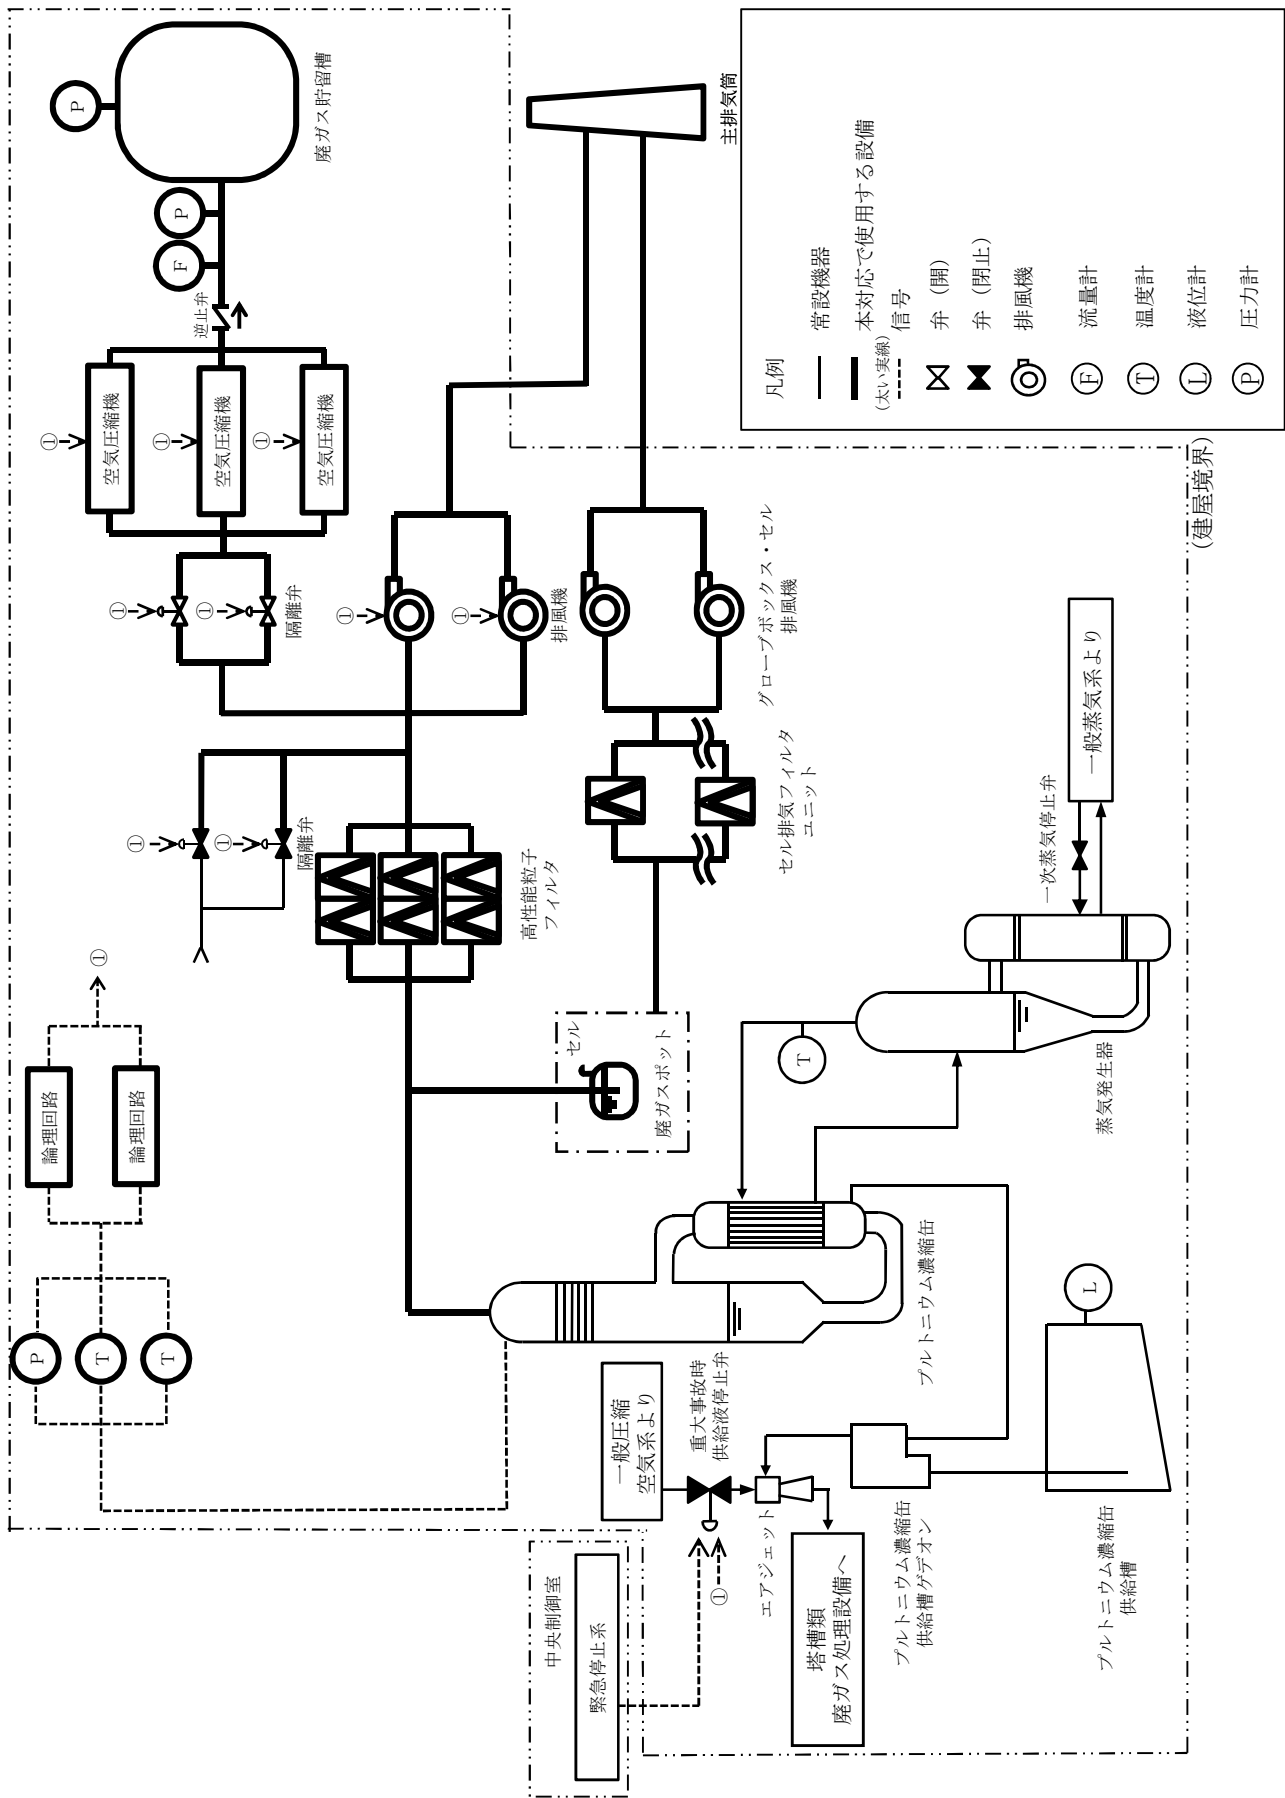 P
T
T
論理回路
論理回路
①
①
①
隔離弁
①
①
隔離弁
①
①
①
空気圧縮機
空気圧縮機
空気圧縮機
逆止弁
F
P
P
廃ガス貯留槽
高性能粒子
フィルタ
①
①
排風機
主排気筒
セル
廃ガスポット
セル排気フィルタ
ユニット
グローブボックス・セル
排風機
中央制御室
緊急停止系
①
一般圧縮
空気系より
重大事故時
供給液停止弁
エアジェット
塔槽類
廃ガス処理設備へ
プルトニウム濃縮缶
供給槽ゲデオン
プルトニウム濃縮缶
供給槽
L
プルトニウム濃縮缶
T
蒸気発生器
一次蒸気停止弁
一般蒸気系より
(建屋境界)
凡例
常設機器
本対応で使用する設備
(太い実線)
信号
弁（開）
弁（閉止）
排風機
F 流量計
T 温度計
L 液位計
P 圧力計